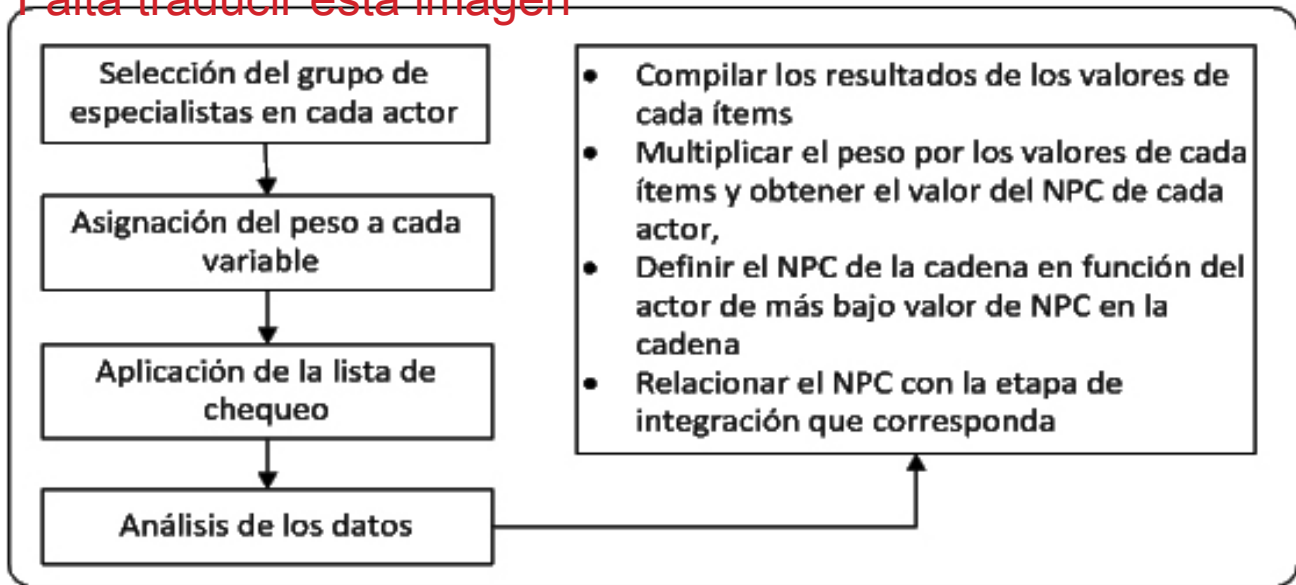 Falta traducir esta imagen
Selección del grupo de
especialistas en cada actor
Asignación del peso a cada
variable
Aplicación de la lista de
chequeo
Análisis de los datos
• Compilar los resultados de los valores de
cada ítems
• Multiplicar el peso por los valores de cada
ítems y obtener el valor del NPC de cada
actor,
• Definir el NPC de la cadena en función del
actor de más bajo valor de NPC en la
cadena
• Relacionar el NPC con la etapa de
integración que corresponda